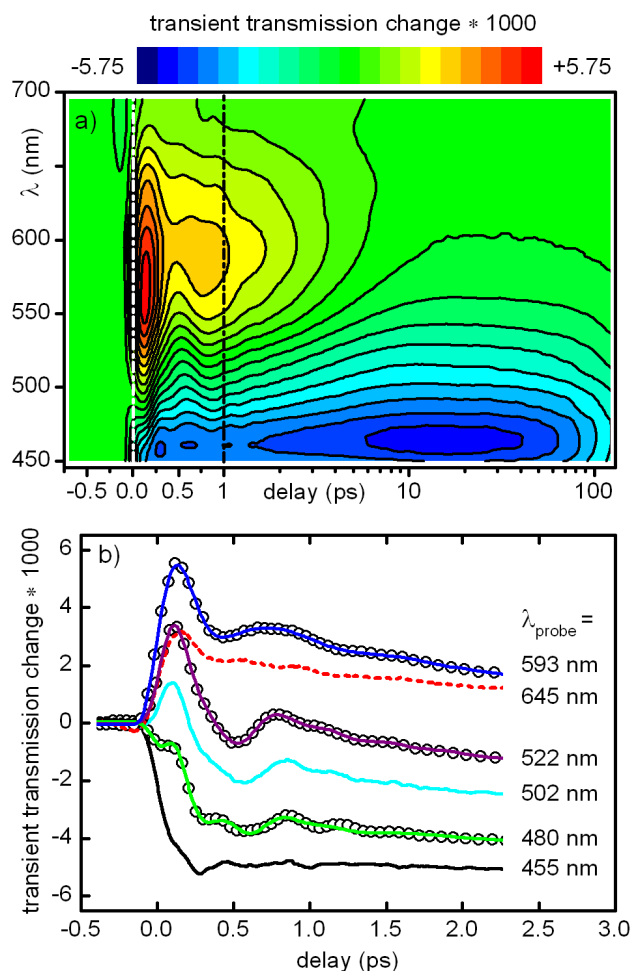 transient transmission change * 1000
-5.75 +5.75
a)
700
600
550
500
450
λ (nm)
-0.5 0.0 0.5 1 10 100
delay (ps)
b)
6
4
2
0
-2
-4
-6
transient transmission change * 1000
λprobe =
593 nm
645 nm
522 nm
502 nm
480 nm
455 nm
-0.5 0.0 0.5 1.0 1.5 2.0 2.5 3.0
delay (ps)